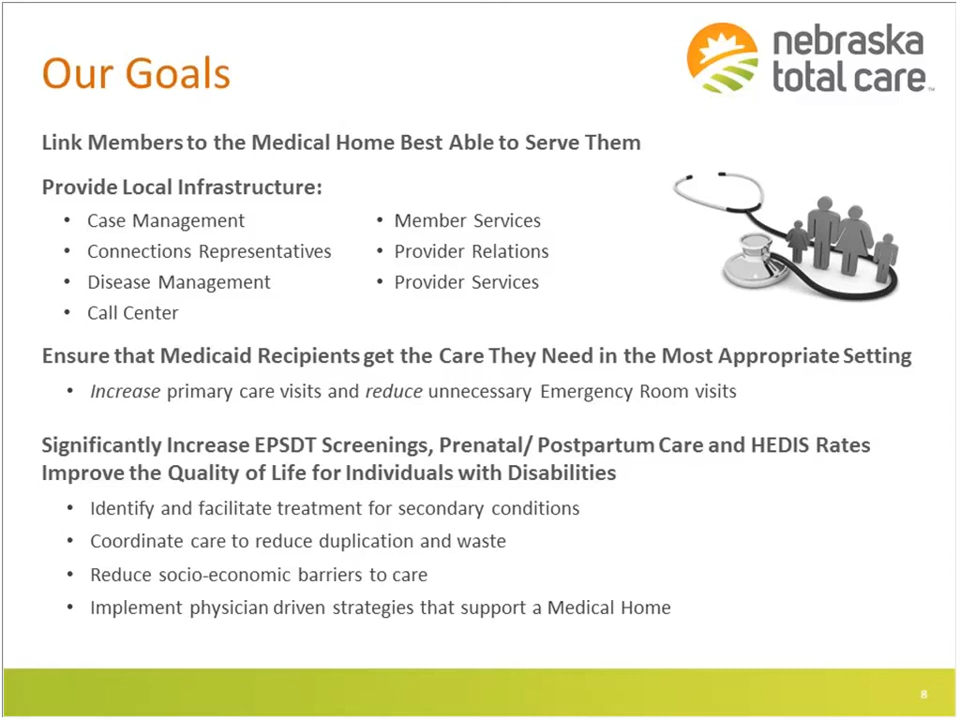 Our Goals
nebraska
total care™
Link Members to the Medical Home Best Able to Serve Them
Provide Local Infrastructure:
• Case Management
• Connections Representatives
• Disease Management
• Call Center
• Member Services
• Provider Relations
• Provider Services
Ensure that Medicaid Recipients get the Care They Need in the Most Appropriate Setting
• Increase primary care visits and reduce unnecessary Emergency Room visits
Significantly Increase EPSDT Screenings, Prenatal/ Postpartum Care and HEDIS Rates
Improve the Quality of Life for Individuals with Disabilities
• Identify and facilitate treatment for secondary conditions
• Coordinate care to reduce duplication and waste
• Reduce socio-economic barriers to care
• Implement physician driven strategies that support a Medical Home
8